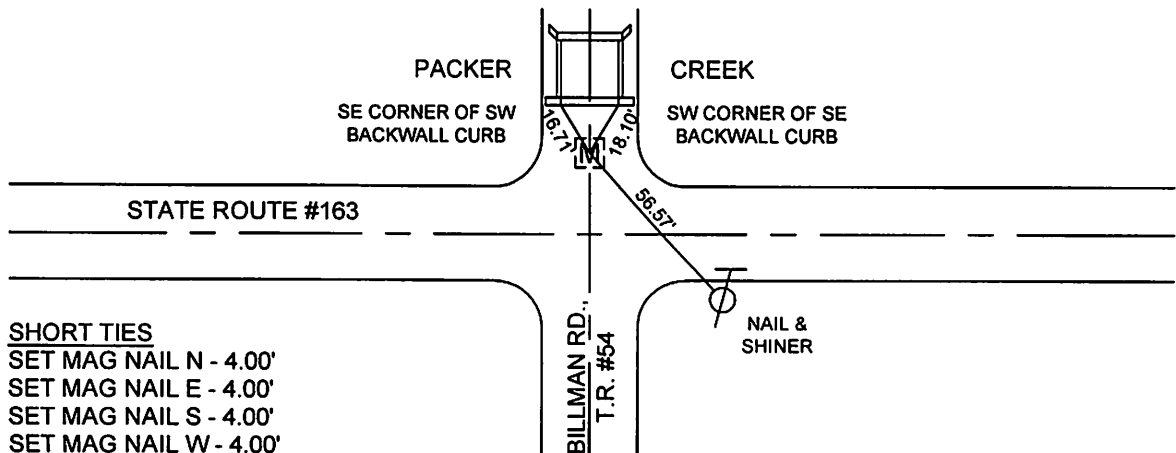 PACKER CREEK
SE CORNER OF SW
BACKWALL CURB
SW CORNER OF SE
BACKWALL CURB
16.71'
18.10'
M
56.57'
STATE ROUTE #163
NAIL &
SHINER
BILLMAN RD.,
T.R. #54
SHORT TIES
SET MAG NAIL N - 4.00'
SET MAG NAIL E - 4.00'
SET MAG NAIL S - 4.00'
SET MAG NAIL W - 4.00'